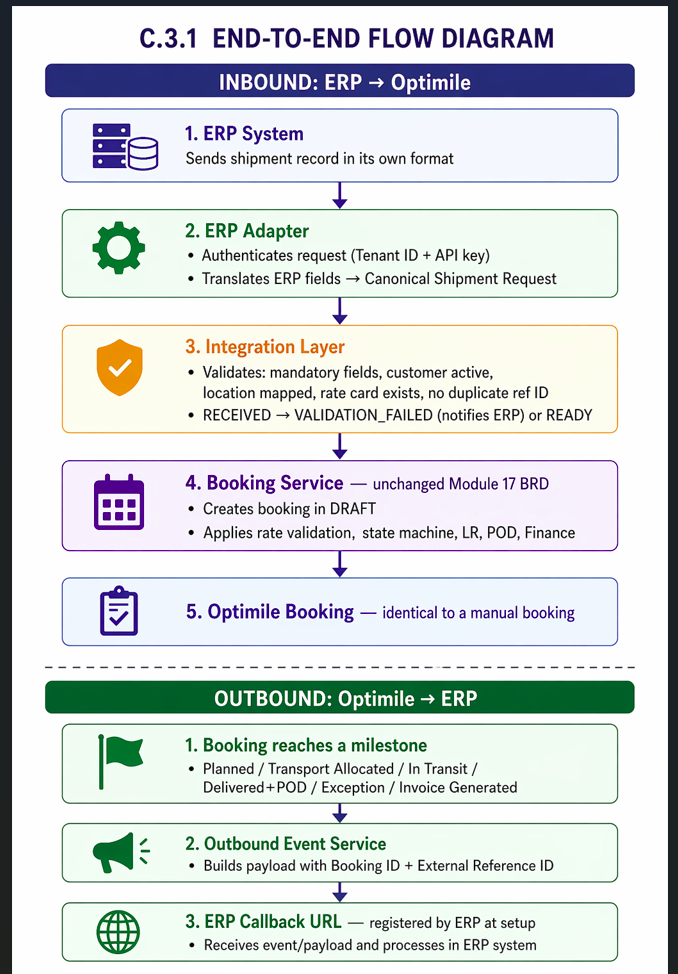 C.3.1 END-TO-END FLOW DIAGRAM
INBOUND: ERP → Optimile
1. ERP System
Sends shipment record in its own format
2. ERP Adapter
• Authenticates request (Tenant ID + API key)
• Translates ERP fields → Canonical Shipment Request
3. Integration Layer
• Validates: mandatory fields, customer active,
location mapped, rate card exists, no duplicate ref ID
• RECEIVED → VALIDATION_FAILED (notifies ERP) or READY
4. Booking Service — unchanged Module 17 BRD
• Creates booking in DRAFT
• Applies rate validation, state machine, LR, POD, Finance
5. Optimile Booking — identical to a manual booking
OUTBOUND: Optimile → ERP
1. Booking reaches a milestone
• Planned / Transport Allocated / In Transit /
Delivered+POD / Exception / Invoice Generated
2. Outbound Event Service
• Builds payload with Booking ID + External Reference ID
3. ERP Callback URL — registered by ERP at setup
• Receives event/payload and processes in ERP system